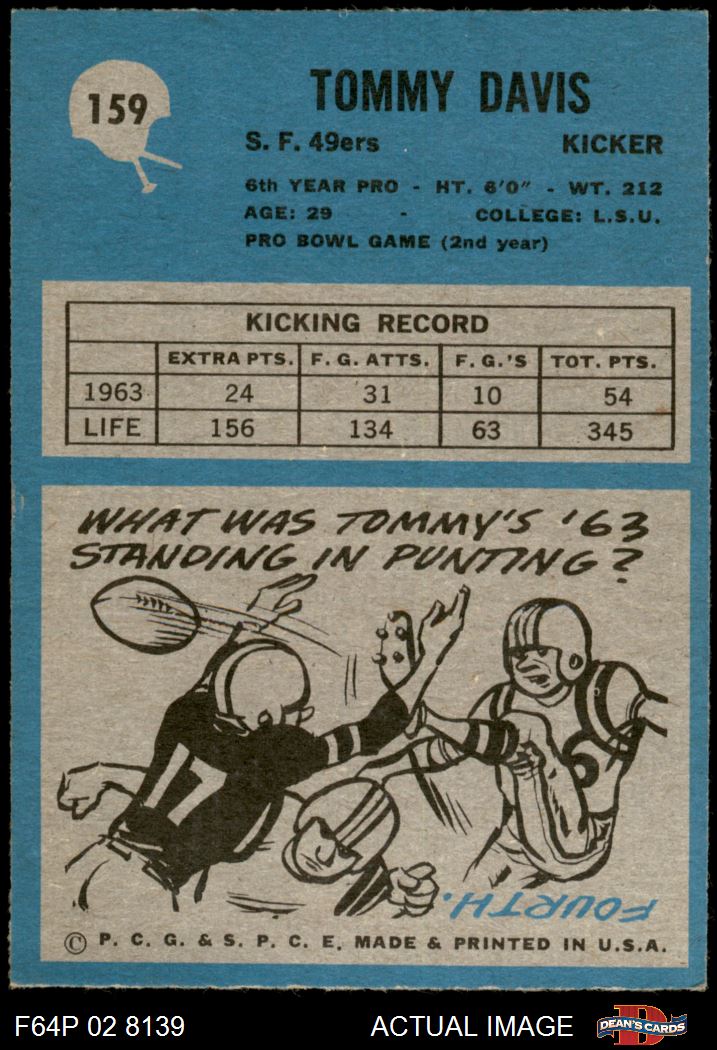 159
TOMMY DAVIS
S. F. 49ers KICKER
6th YEAR PRO - HT. 6'0" - WT. 212
AGE: 29 - COLLEGE: L.S.U.
PRO BOWL GAME (2nd year)
KICKING RECORD
EXTRA PTS. F. G. ATTS. F. G.'S TOT. PTS.
1963 24 31 10 54
LIFE 156 134 63 345
WHAT WAS TOMMY'S '63
STANDING IN PUNTING?
17
6
FOURTH.
© P. C. G. & S. P. C. E. MADE & PRINTED IN U.S.A.
F64P 02 8139 ACTUAL IMAGE D DEAN'S CARDS